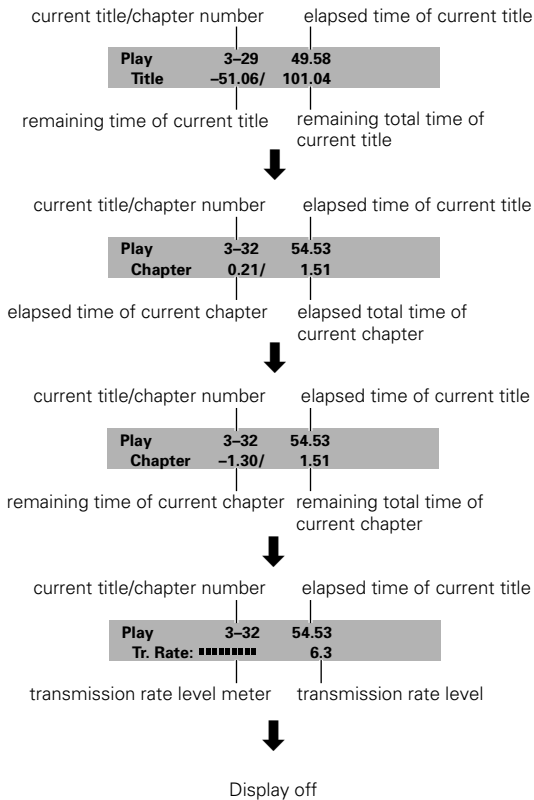 current title/chapter number elapsed time of current title
Play 3–29 49.58
Title –51.06/ 101.04
remaining time of current title remaining total time of
current title
current title/chapter number elapsed time of current title
Play 3–32 54.53
Chapter 0.21/ 1.51
elapsed time of current chapter elapsed total time of
current chapter
current title/chapter number elapsed time of current title
Play 3–32 54.53
Chapter –1.30/ 1.51
remaining time of current chapter remaining total time of
current chapter
current title/chapter number elapsed time of current title
Play 3–32 54.53
Tr. Rate: 6.3
transmission rate level meter transmission rate level
Display off